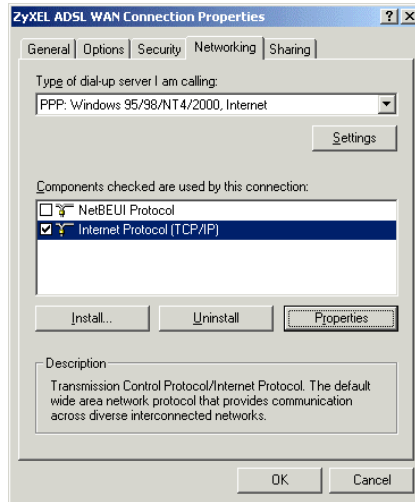 ZyXEL ADSL WAN Connection Properties
General Options Security Networking Sharing
Type of dial-up server I am calling:
PPP: Windows 95/98/NT4/2000, Internet
Settings
Components checked are used by this connection:
NetBEUI Protocol
Internet Protocol (TCP/IP)
Install... Uninstall Properties
Description
Transmission Control Protocol/Internet Protocol. The default
wide area network protocol that provides communication
across diverse interconnected networks.
OK Cancel